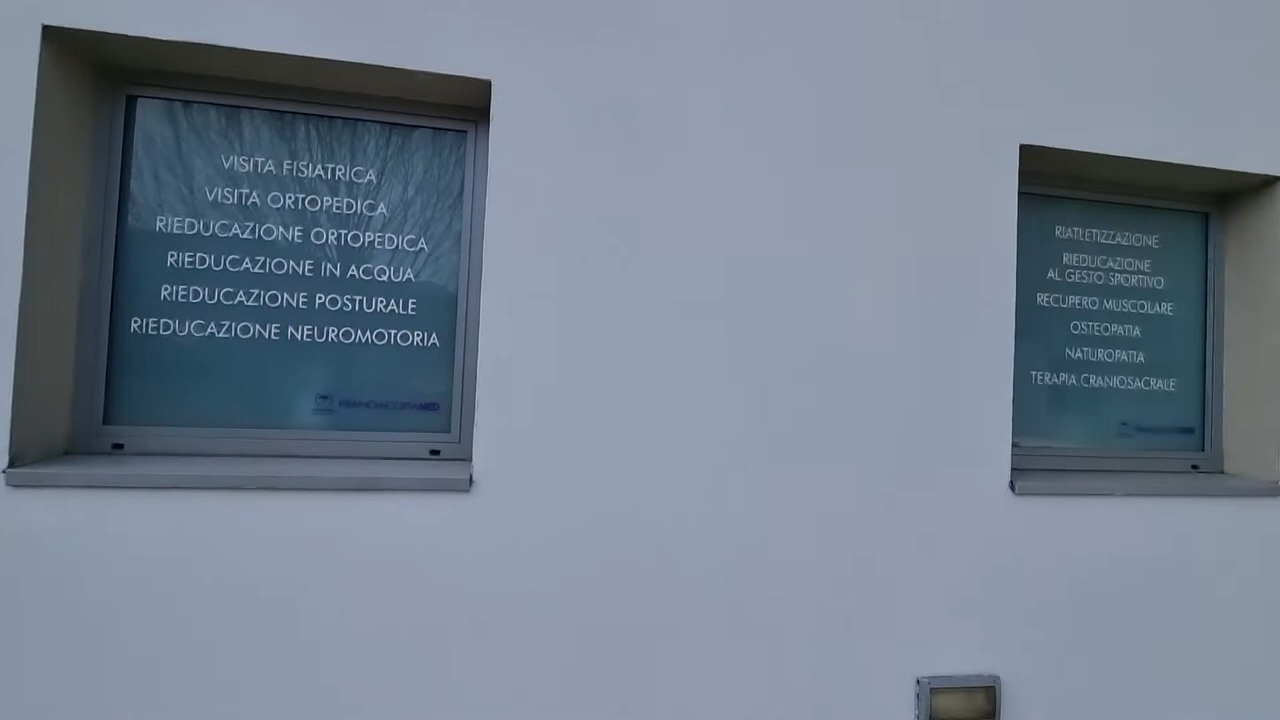 VISITA FISIATRICA
VISITA ORTOPEDICA
RIEDUCAZIONE ORTOPEDICA
RIEDUCAZIONE IN ACQUA
RIEDUCAZIONE POSTURALE
RIEDUCAZIONE NEUROMOTORIA
FRANCIACORTAMED
RIATLETIZZAZIONE
RIEDUCAZIONE
AL GESTO SPORTIVO
RECUPERO MUSCOLARE
OSTEOPATIA
NATUROPATIA
TERAPIA CRANIOSACRALE